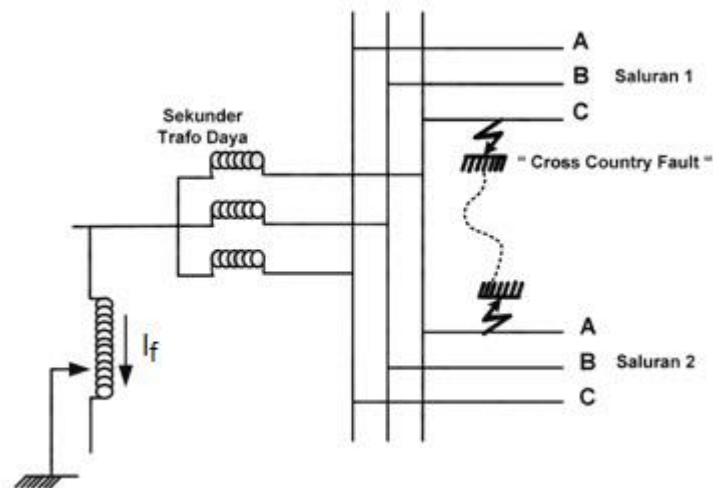 A
B Saluran 1
C
Sekunder
Trafo Daya
" Cross Country Fault "
If
A
B Saluran 2
C